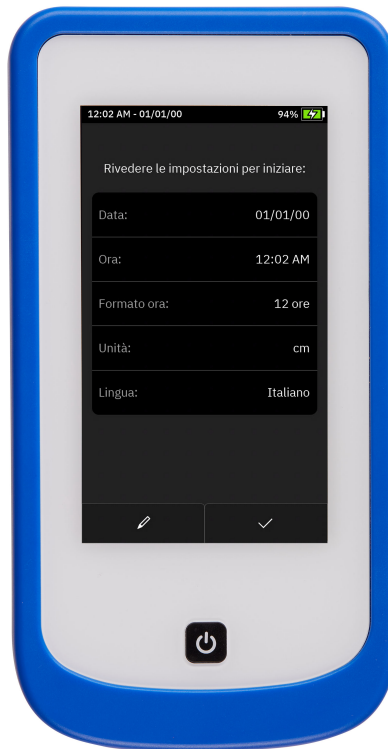 12:02 AM - 01/01/00 94%
Rivedere le impostazioni per iniziare:
Data: 01/01/00
Ora: 12:02 AM
Formato ora: 12 ore
Unità: cm
Lingua: Italiano